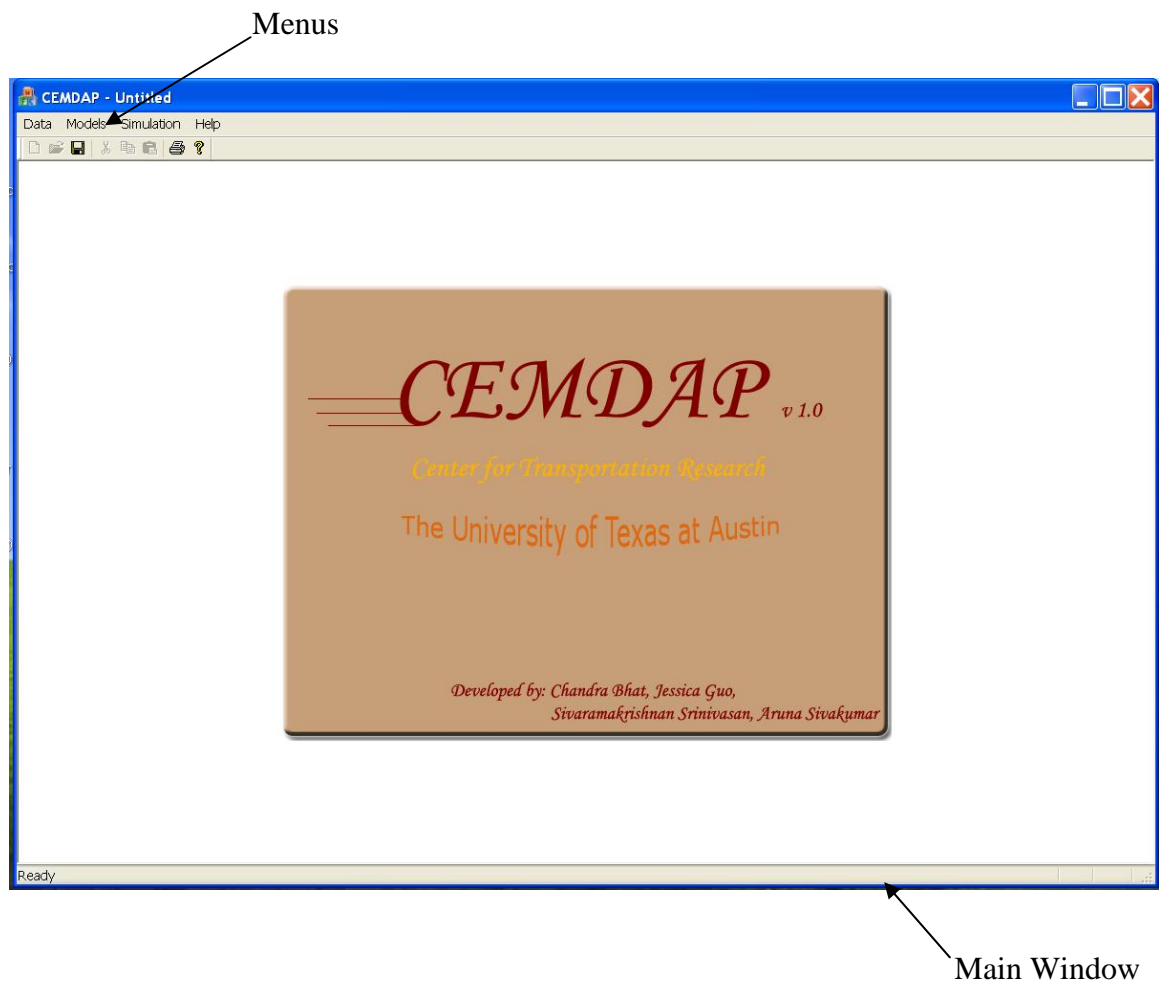 Menus
CEMDAP - Untitled
Data Models Simulation Help
CEMDAP v 1.0
Center for Transportation Research
The University of Texas at Austin
Developed by: Chandra Bhat, Jessica Guo,
Sivaramakrishnan Srinivasan, Aruna Sivakumar
Ready
Main Window